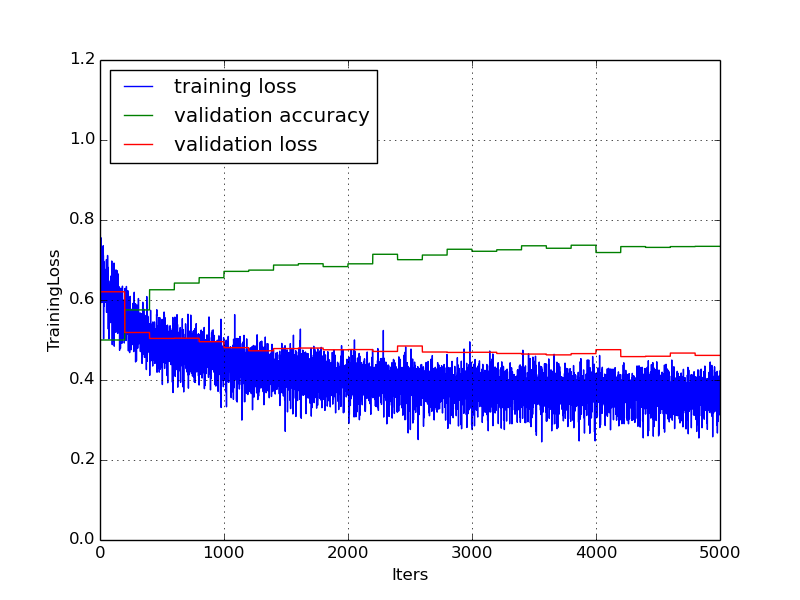 1.2
training loss
validation accuracy
validation loss
1.0
0.8
0.6
0.4
0.2
0.0
TrainingLoss
0 1000 2000 3000 4000 5000
Iters